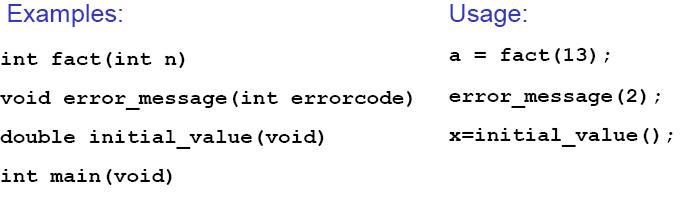 Examples:
int fact(int n)
void error_message(int errorcode)
double initial_value(void)
int main(void)
Usage:
a = fact(13);
error_message(2);
x=initial_value();